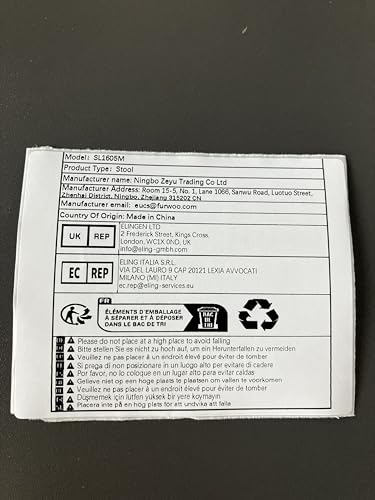 Model: SL1605M
Product Type: Stool
Manufacturer name: Ningbo Zeyu Trading Co Ltd
Manufacturer Address: Room 15-5, No. 1, Lane 1066, Sanwu Road, Luotuo Street,
Zhenhai District, Ningbo, Zhejiang 315202 CN
Manufacturer email: eucs@furwoo.com
Country Of Origin: Made in China
UK REP
ELINGEN LTD
2 Frederick Street, Kings Cross,
London, WC1X 0ND, UK
info@eling-gmbh.com
EC REP
ELING ITALIA S.R.L.
VIA DEL LAURO 9 CAP 20121 LEXIA AVVOCATI
MILANO (MI) ITALY
ec.rep@eling-services.eu
FR
ÉLÉMENTS D'EMBALLAGE
À SÉPARER ET À DÉPOSER
DANS LE BAC DE TRI
BAC
DE
TRI
Please do not place at a high place to avoid falling
Bitte stellen Sie es nicht zu hoch auf, um ein Herunterfallen zu vermeiden
Veuillez ne pas placer à un endroit élevé pour éviter de tomber
Si prega di non posizionare in un luogo alto per evitare di cadere
Por favor, no lo coloque en un lugar alto para evitar caídas
Gelieve niet op een hoge plaats te plaatsen om vallen te voorkomen
Veuillez ne pas placer à un endroit élevé pour éviter de tomber
Düşmemek için lütfen yüksek bir yere koymayın
Placera inte på en hög plats för att undvika att falla